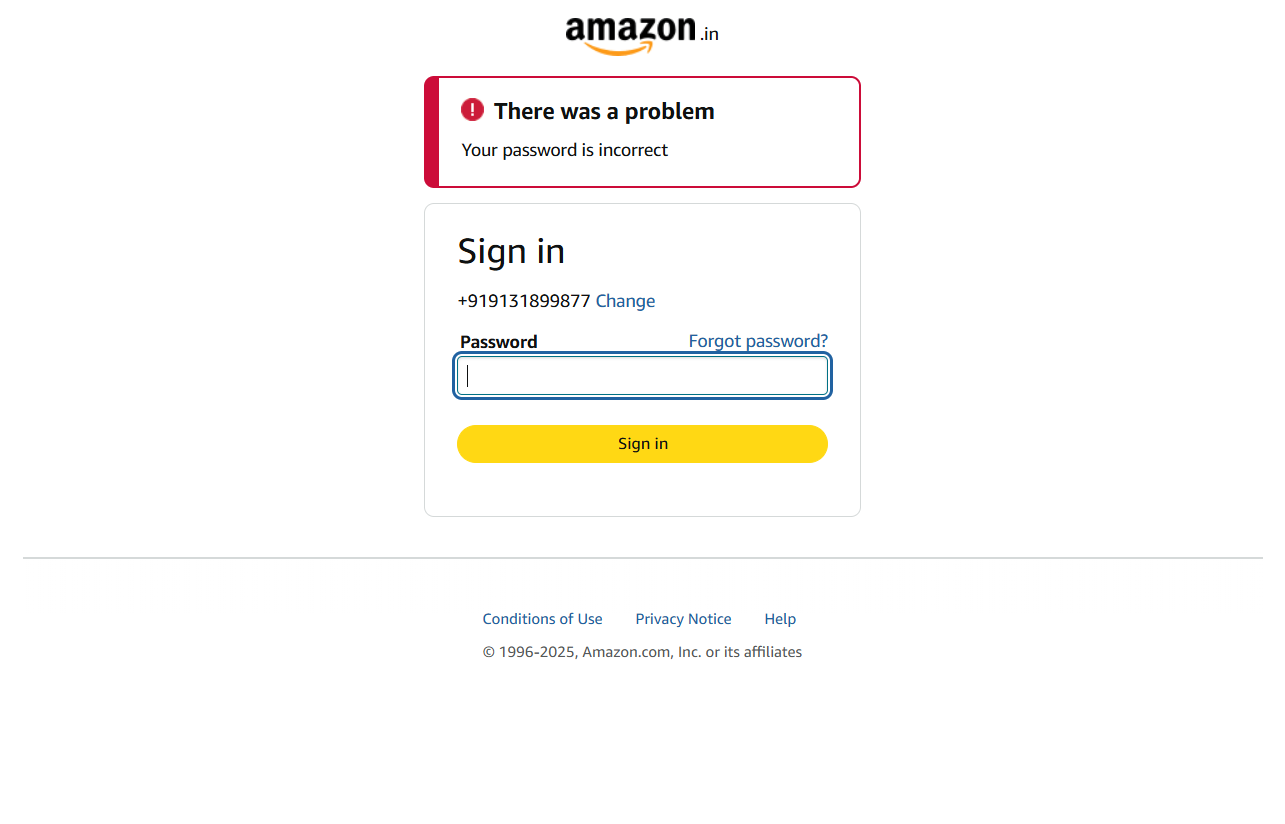 amazon.in
There was a problem
Your password is incorrect
Sign in
+919131899877 Change
Password Forgot password?
Sign in
Conditions of Use Privacy Notice Help
© 1996-2025, Amazon.com, Inc. or its affiliates